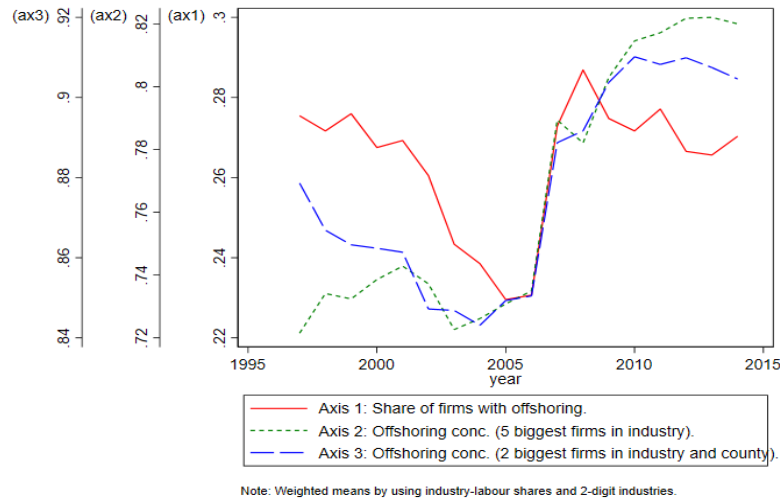 (ax3) (ax2) (ax1)
.92 .82 .3
.9 .8 .28
.88 .78 .26
.86 .76 .24
.84 .74 .22
.72
1995 2000 2005 2010 2015
year
Axis 1: Share of firms with offshoring.
Axis 2: Offshoring conc. (5 biggest firms in industry).
Axis 3: Offshoring conc. (2 biggest firms in industry and county).
Note: Weighted means by using industry-labour shares and 2-digit industries.